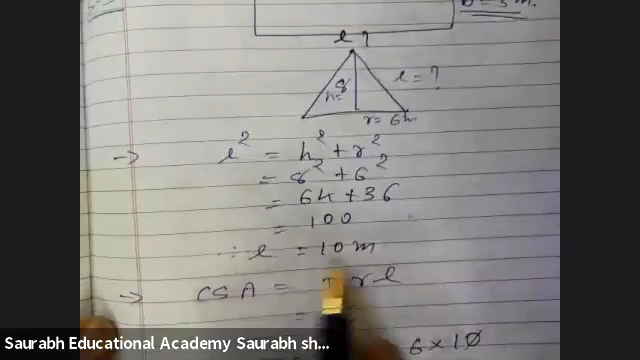 b = 3 m.
l ?
h = 8
l = ?
r = 6 m
→ l² = h² + r²
= 8² + 6²
= 64 + 36
= 100
∴ l = 10 m
→ CSA = π r l
=
6 × 10
Saurabh Educational Academy Saurabh sh...